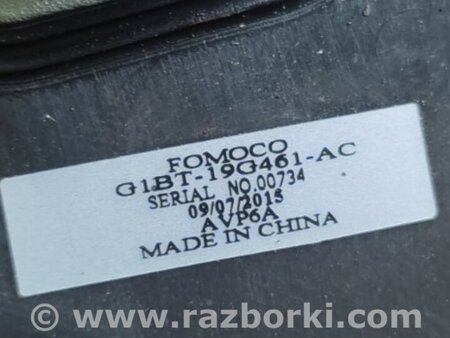 FOMOCO
G1BT-19G461-AC
SERIAL NO.00734
09/07/2015
AVP6A
MADE IN CHINA
www.razborki.com/